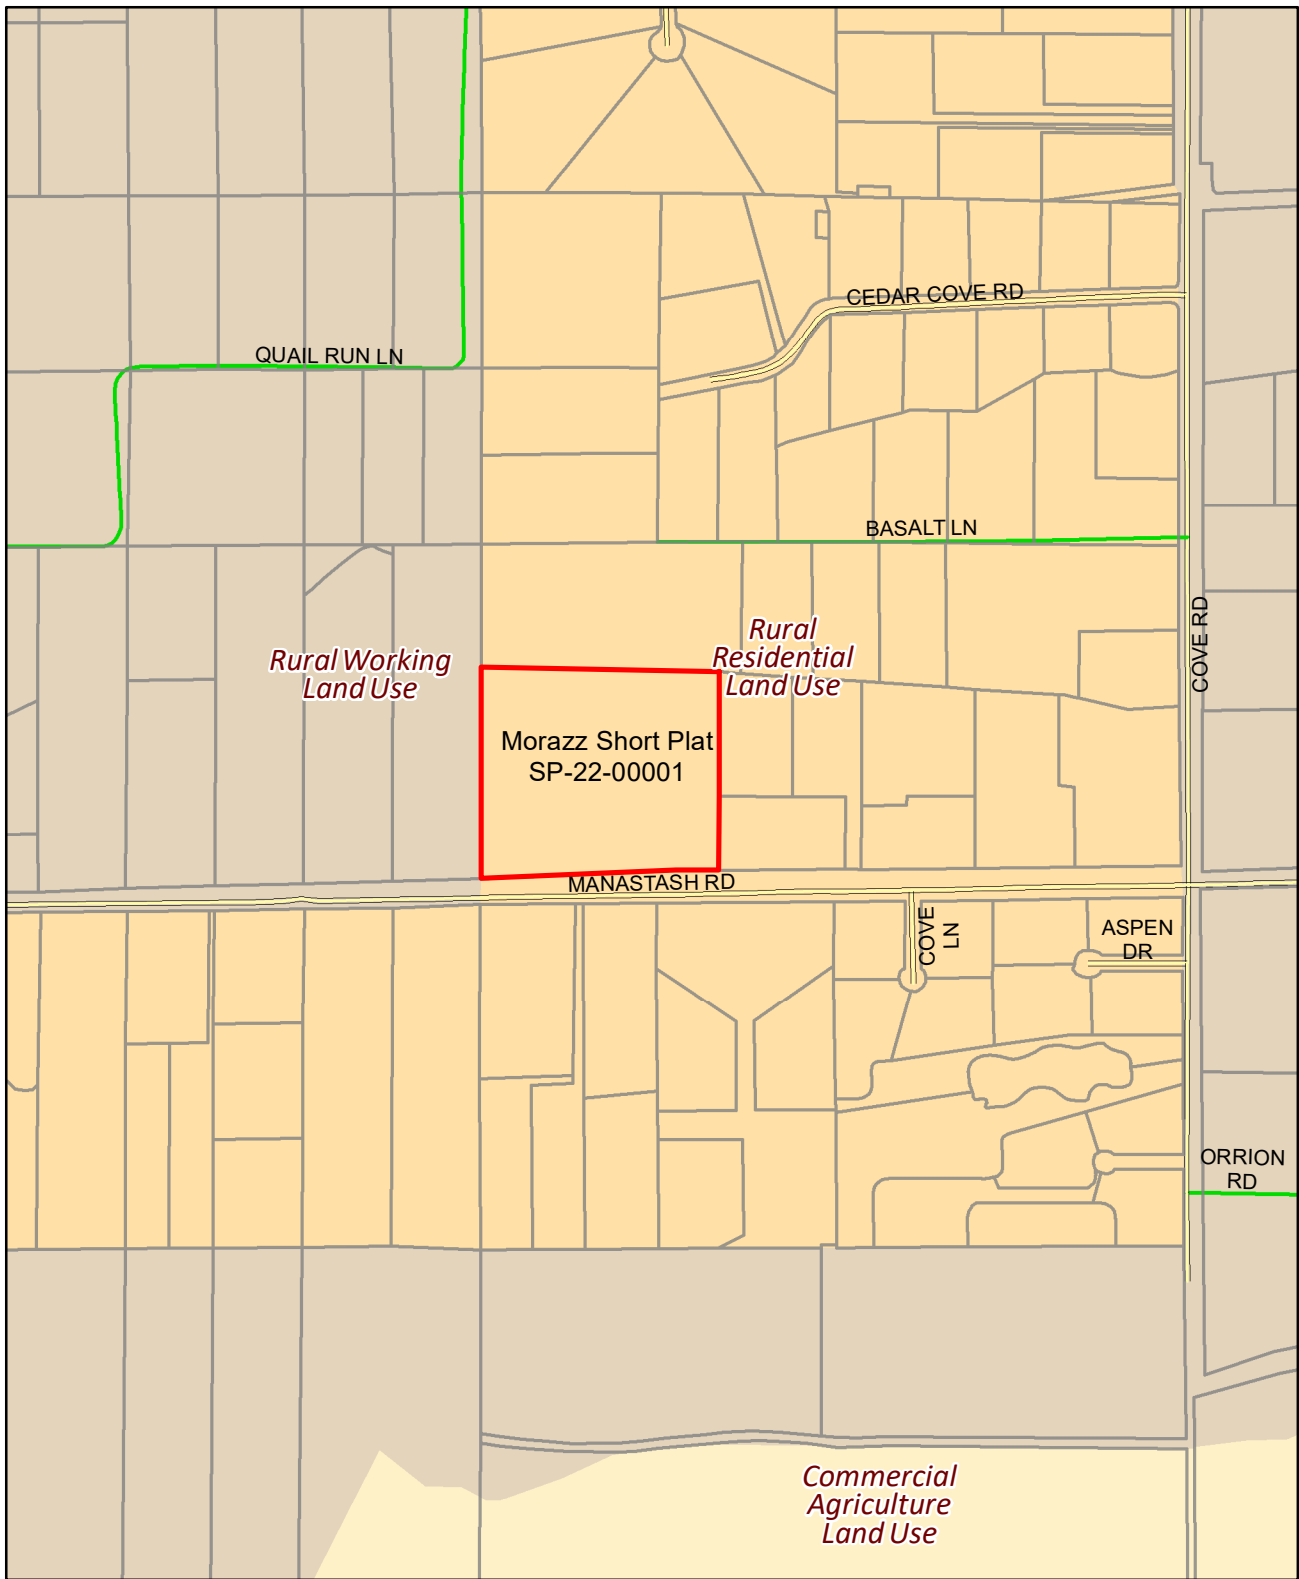 CEDAR COVE RD
QUAIL RUN LN
BASALT LN
COVE RD
Rural
Residential
Land Use
Rural Working
Land Use
Morazz Short Plat
SP-22-00001
MANASTASH RD
COVE
LN
ASPEN
DR
ORRION
RD
Commercial
Agriculture
Land Use